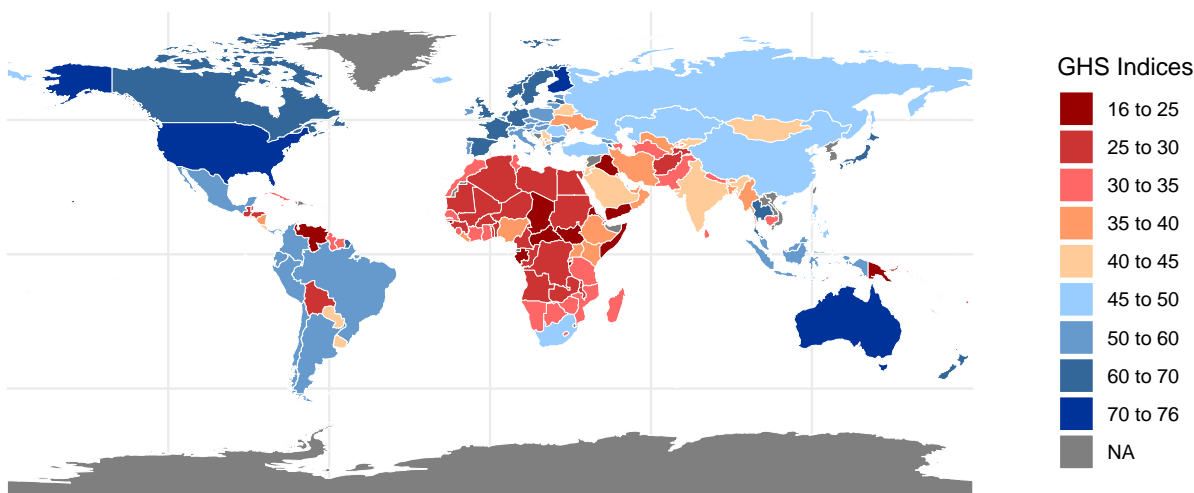 GHS Indices
16 to 25
25 to 30
30 to 35
35 to 40
40 to 45
45 to 50
50 to 60
60 to 70
70 to 76
NA